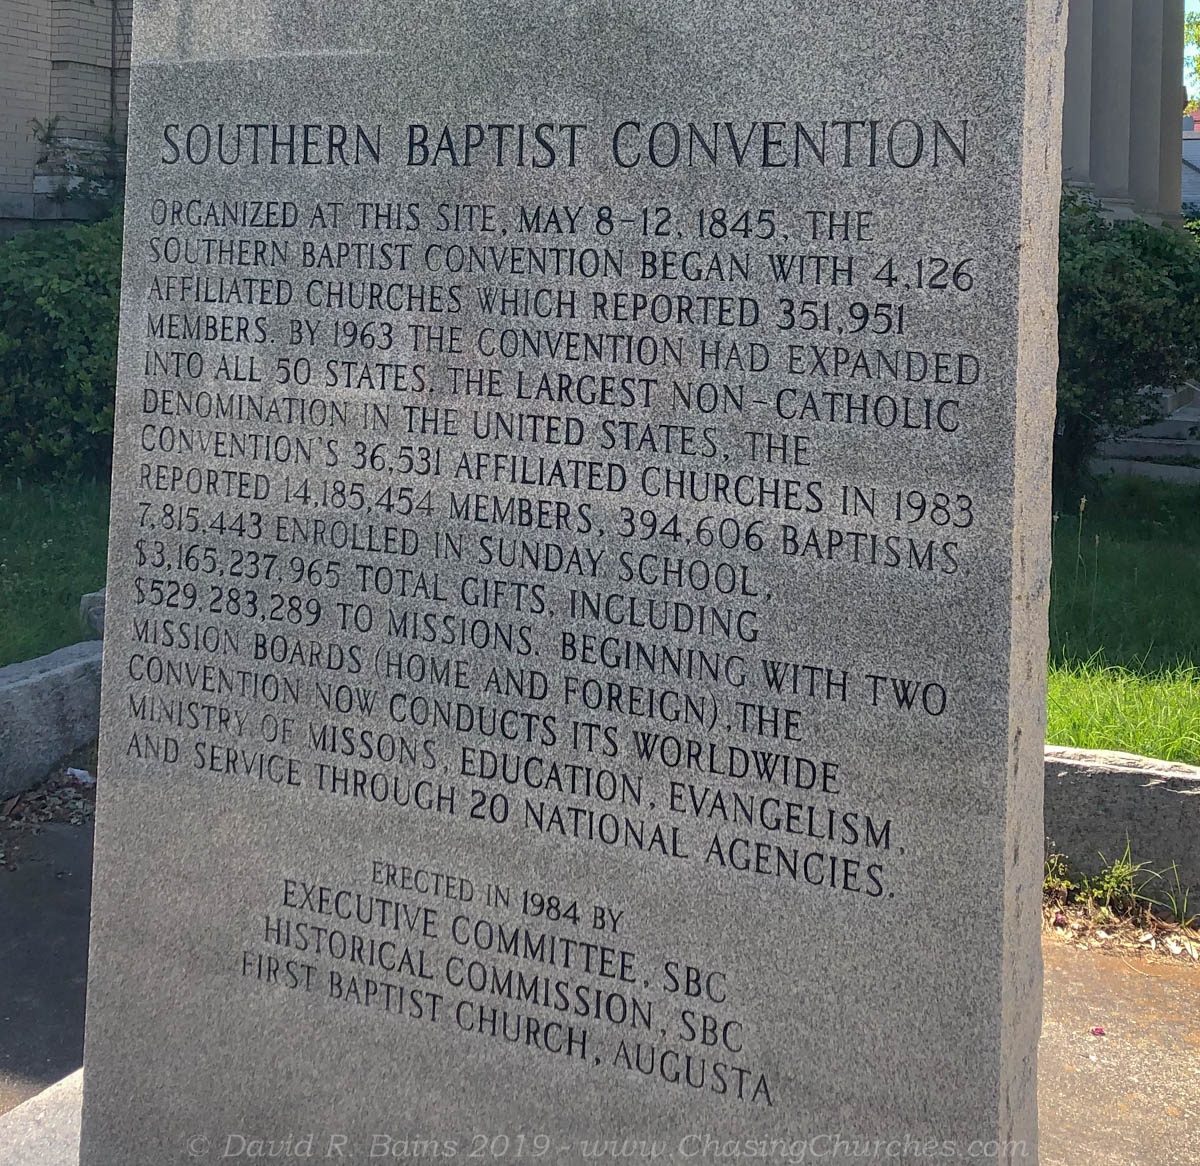 SOUTHERN BAPTIST CONVENTION
ORGANIZED AT THIS SITE, MAY 8-12, 1845, THE
SOUTHERN BAPTIST CONVENTION BEGAN WITH 4,126
AFFILIATED CHURCHES WHICH REPORTED 351,951
MEMBERS. BY 1963 THE CONVENTION HAD EXPANDED
INTO ALL 50 STATES. THE LARGEST NON-CATHOLIC
DENOMINATION IN THE UNITED STATES, THE
CONVENTION'S 36,531 AFFILIATED CHURCHES IN 1983
REPORTED 14,185,454 MEMBERS, 394,606 BAPTISMS
7,815,443 ENROLLED IN SUNDAY SCHOOL,
$3,165,237,965 TOTAL GIFTS, INCLUDING
$529,283,289 TO MISSIONS. BEGINNING WITH TWO
MISSION BOARDS (HOME AND FOREIGN),THE
CONVENTION NOW CONDUCTS ITS WORLDWIDE
MINISTRY OF MISSONS, EDUCATION, EVANGELISM,
AND SERVICE THROUGH 20 NATIONAL AGENCIES.
ERECTED IN 1984 BY
EXECUTIVE COMMITTEE, SBC
HISTORICAL COMMISSION, SBC
FIRST BAPTIST CHURCH, AUGUSTA
© David R. Bains 2019 - www.ChasingChurches.com